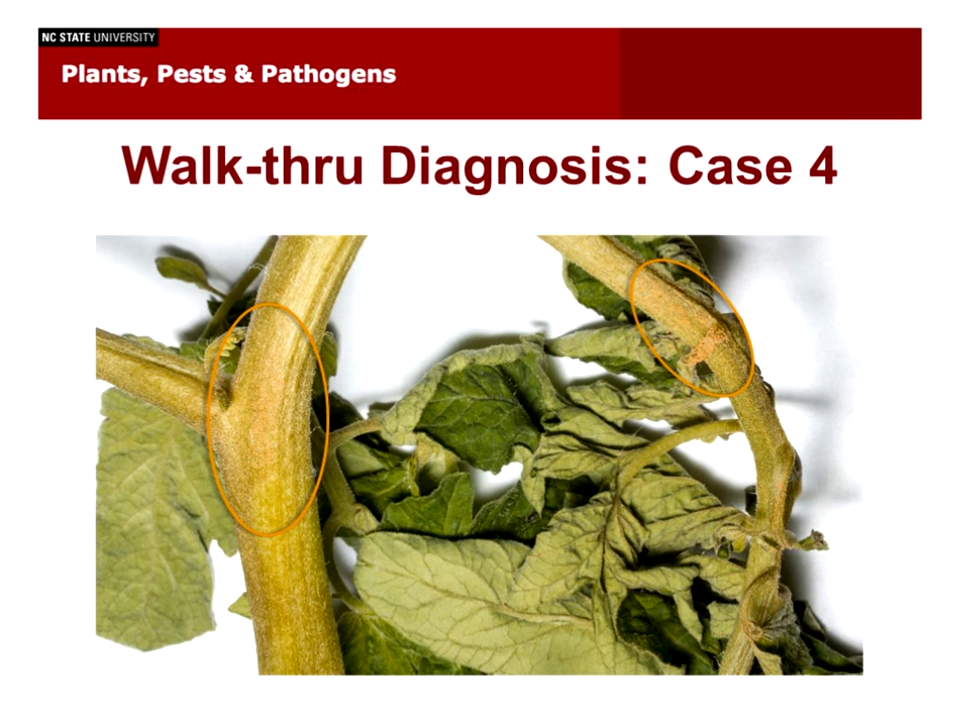 NC STATE UNIVERSITY
Plants, Pests & Pathogens
Walk-thru Diagnosis: Case 4